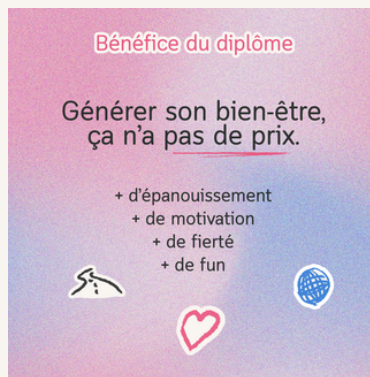 Bénéfice du diplôme
Générer son bien-être,
ça n'a pas de prix.
+ d'épanouissement
+ de motivation
+ de fierté
+ de fun